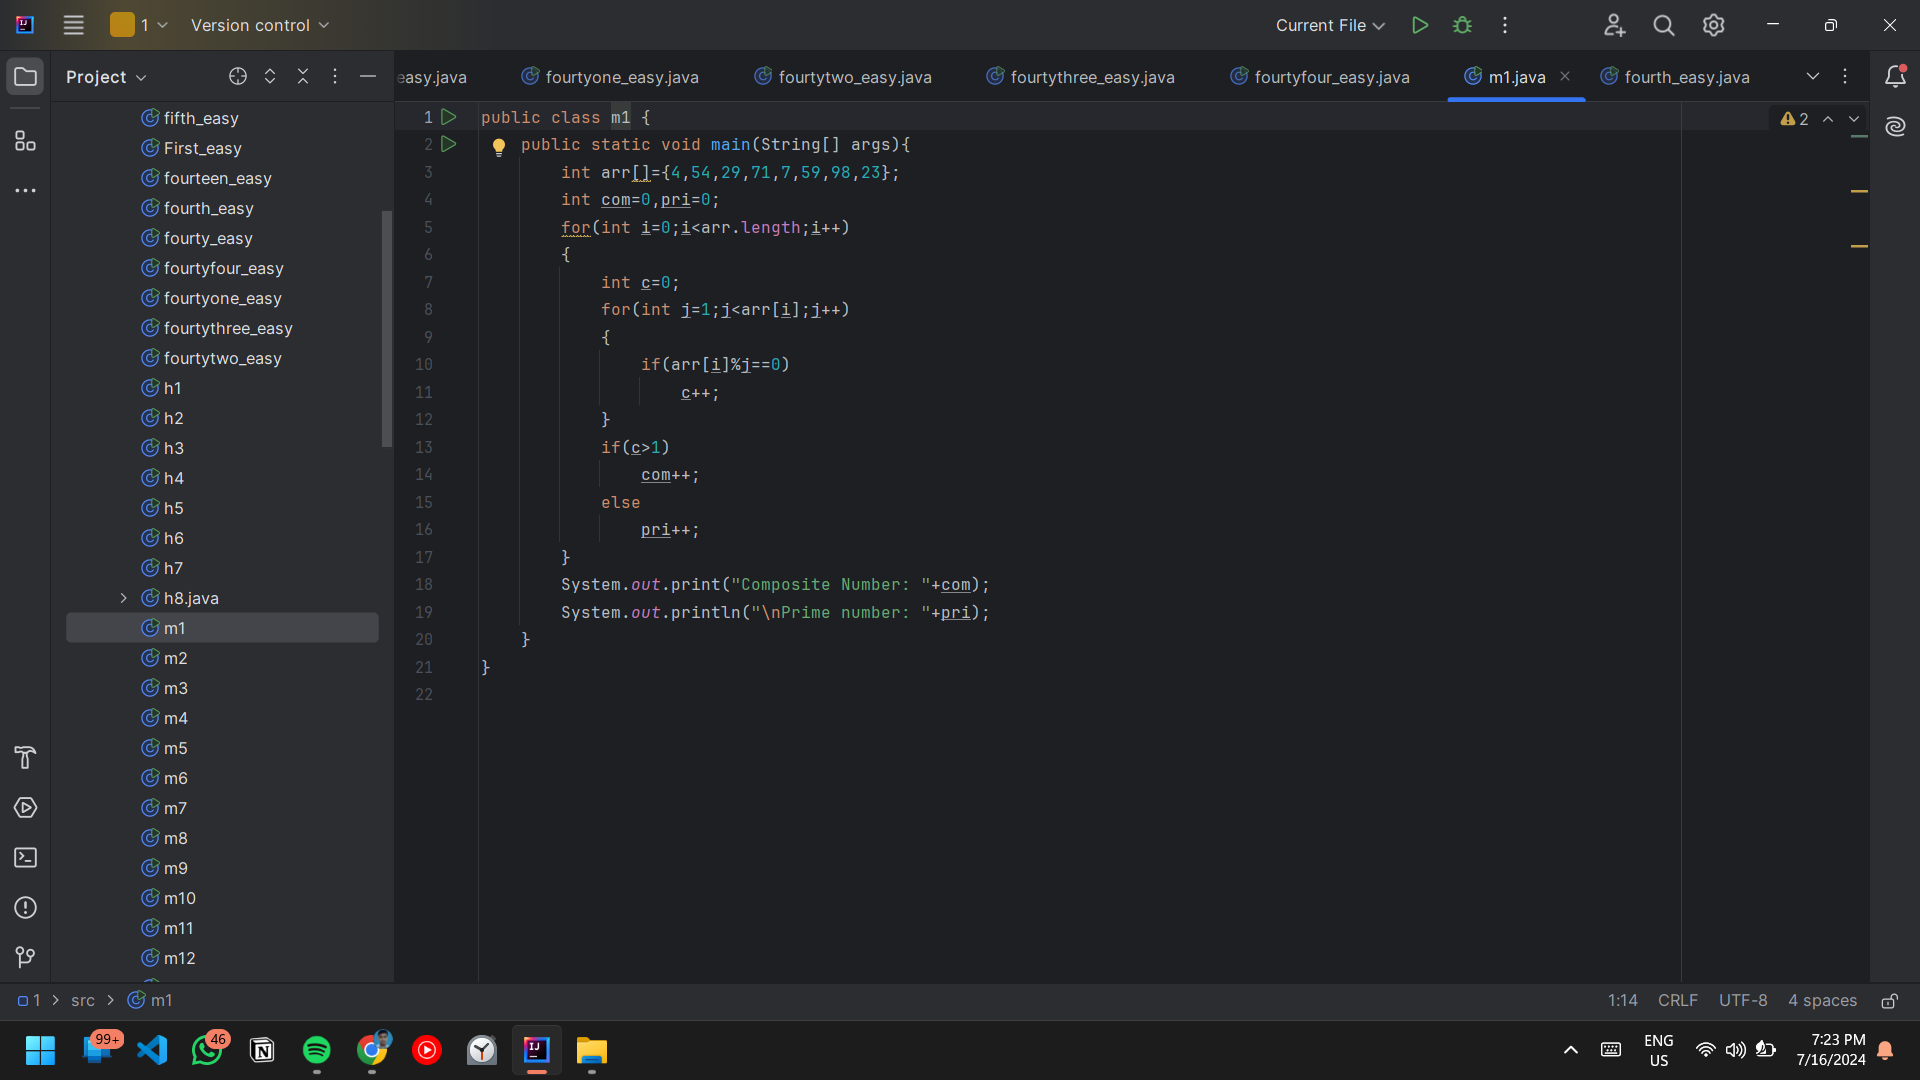 1 Version control Current File
Project
easy.java fourtyone_easy.java fourtytwo_easy.java fourtythree_easy.java fourtyfour_easy.java m1.java fourth_easy.java
fifth_easy
First_easy
fourteen_easy
fourth_easy
fourty_easy
fourtyfour_easy
fourtyone_easy
fourtythree_easy
fourtytwo_easy
h1
h2
h3
h4
h5
h6
h7
h8.java
m1
m2
m3
m4
m5
m6
m7
m8
m9
m10
m11
m12
2
1 public class m1 {
2 public static void main(String[] args){
3 int arr[]={4,54,29,71,7,59,98,23};
4 int com=0,pri=0;
5 for(int i=0;i<arr.length;i++)
6 {
7 int c=0;
8 for(int j=1;j<arr[i];j++)
9 {
10 if(arr[i]%j==0)
11 c++;
12 }
13 if(c>1)
14 com++;
15 else
16 pri++;
17 }
18 System.out.print("Composite Number: "+com);
19 System.out.println("\nPrime number: "+pri);
20 }
21 }
22
1 > src > m1 1:14 CRLF UTF-8 4 spaces
99+ 46 ENG US 7:23 PM 7/16/2024